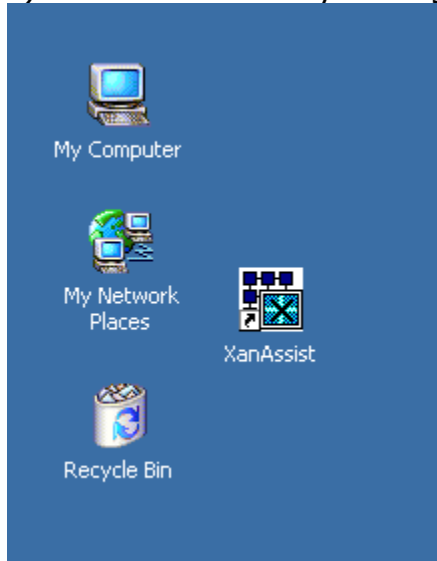 My Computer
My Network
Places
XanAssist
Recycle Bin